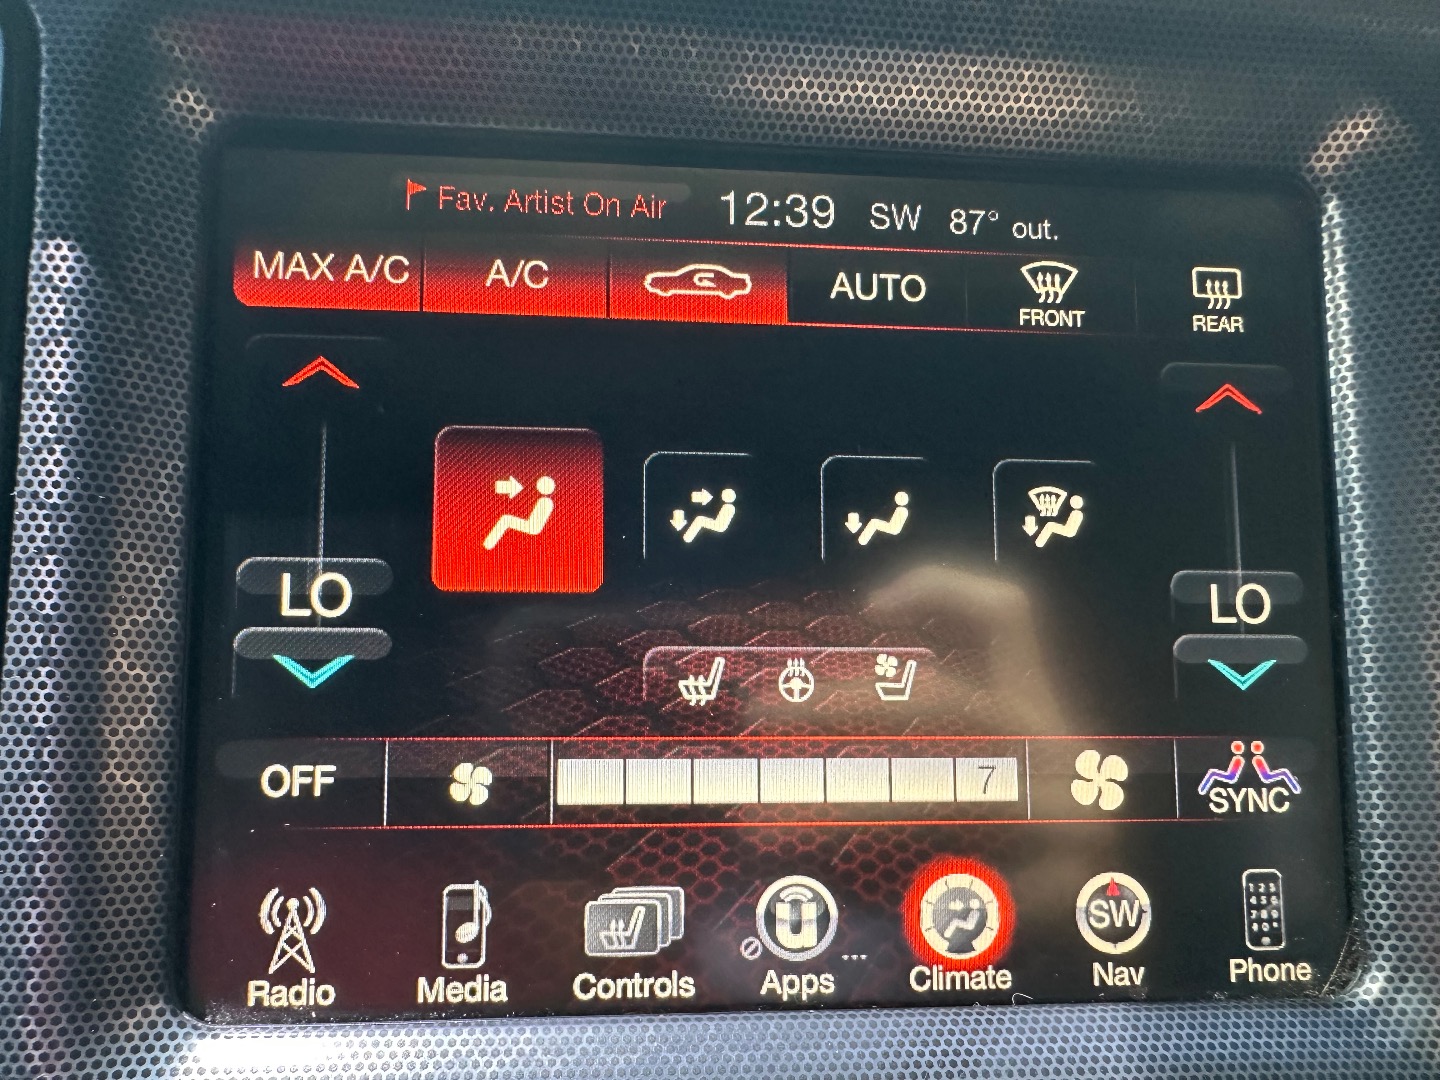 Fav. Artist On Air 12:39 SW 87° out.
MAX A/C A/C AUTO FRONT REAR
LO LO
OFF 7 SYNC
SW
Radio Media Controls Apps ... Climate Nav Phone